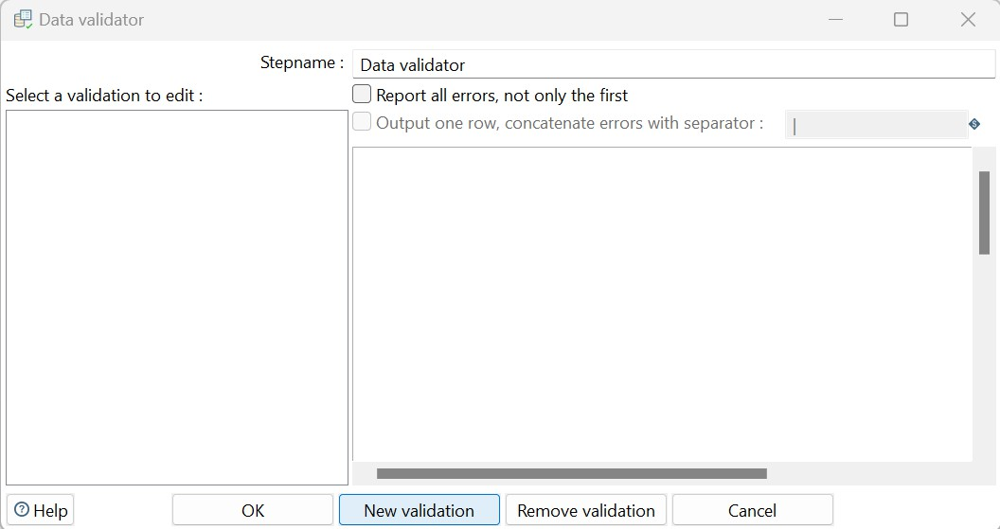 Data validator
Stepname :
Data validator
Select a validation to edit :
Report all errors, not only the first
Output one row, concatenate errors with separator :
|
Help
OK
New validation
Remove validation
Cancel